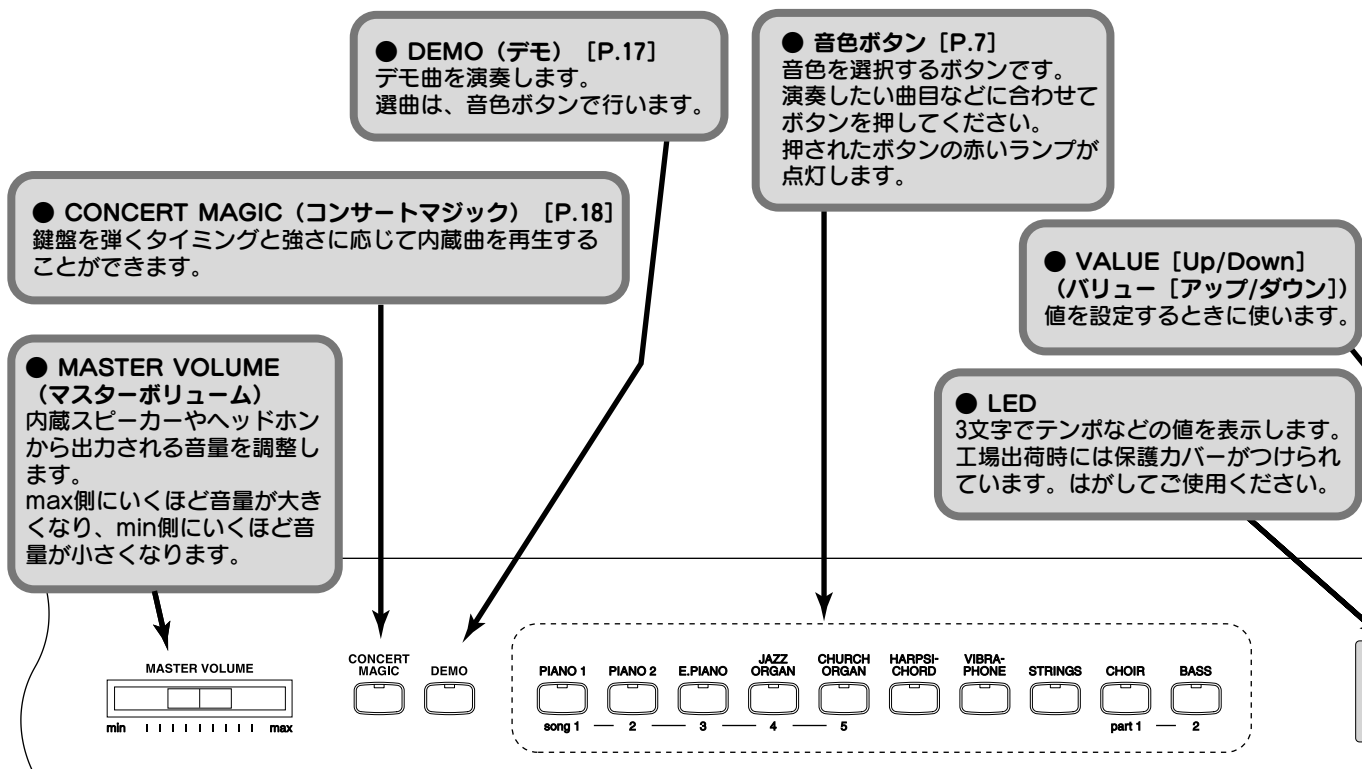 ● DEMO（デモ） [P.17]
デモ曲を演奏します。
選曲は、音色ボタンで行います。
● 音色ボタン [P.7]
音色を選択するボタンです。
演奏したい曲目などに合わせて
ボタンを押してください。
押されたボタンの赤いランプが
点灯します。
● CONCERT MAGIC（コンサートマジック） [P.18]
鍵盤を弾くタイミングと強さに応じて内蔵曲を再生する
ことができます。
● VALUE [Up/Down]
（バリュー [アップ/ダウン]）
値を設定するときに使います。
● MASTER VOLUME
（マスターボリューム）
内蔵スピーカーやヘッドホン
から出力される音量を調整し
ます。
max側にいくほど音量が大き
くなり、min側にいくほど音
量が小さくなります。
● LED
3文字でテンポなどの値を表示します。
工場出荷時には保護カバーがつけられ
ています。はがしてご使用ください。
MASTER VOLUME
min
max
CONCERT
MAGIC
DEMO
PIANO 1
PIANO 2
E.PIANO
JAZZ
ORGAN
CHURCH
ORGAN
HARPSI-
CHORD
VIBRA-
PHONE
STRINGS
CHOIR
BASS
song 1 — 2 — 3 — 4 — 5
part 1 — 2